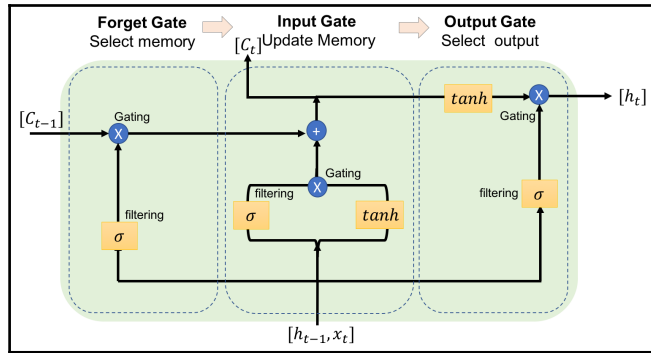 Forget Gate
Select memory
Input Gate
Update Memory
Output Gate
Select output
[C_{t-1}]
Gating
X
filtering
σ
[C_t]
+
Gating
X
filtering
σ
tanh
[h_{t-1}, x_t]
tanh
X
[h_t]
Gating
filtering
σ